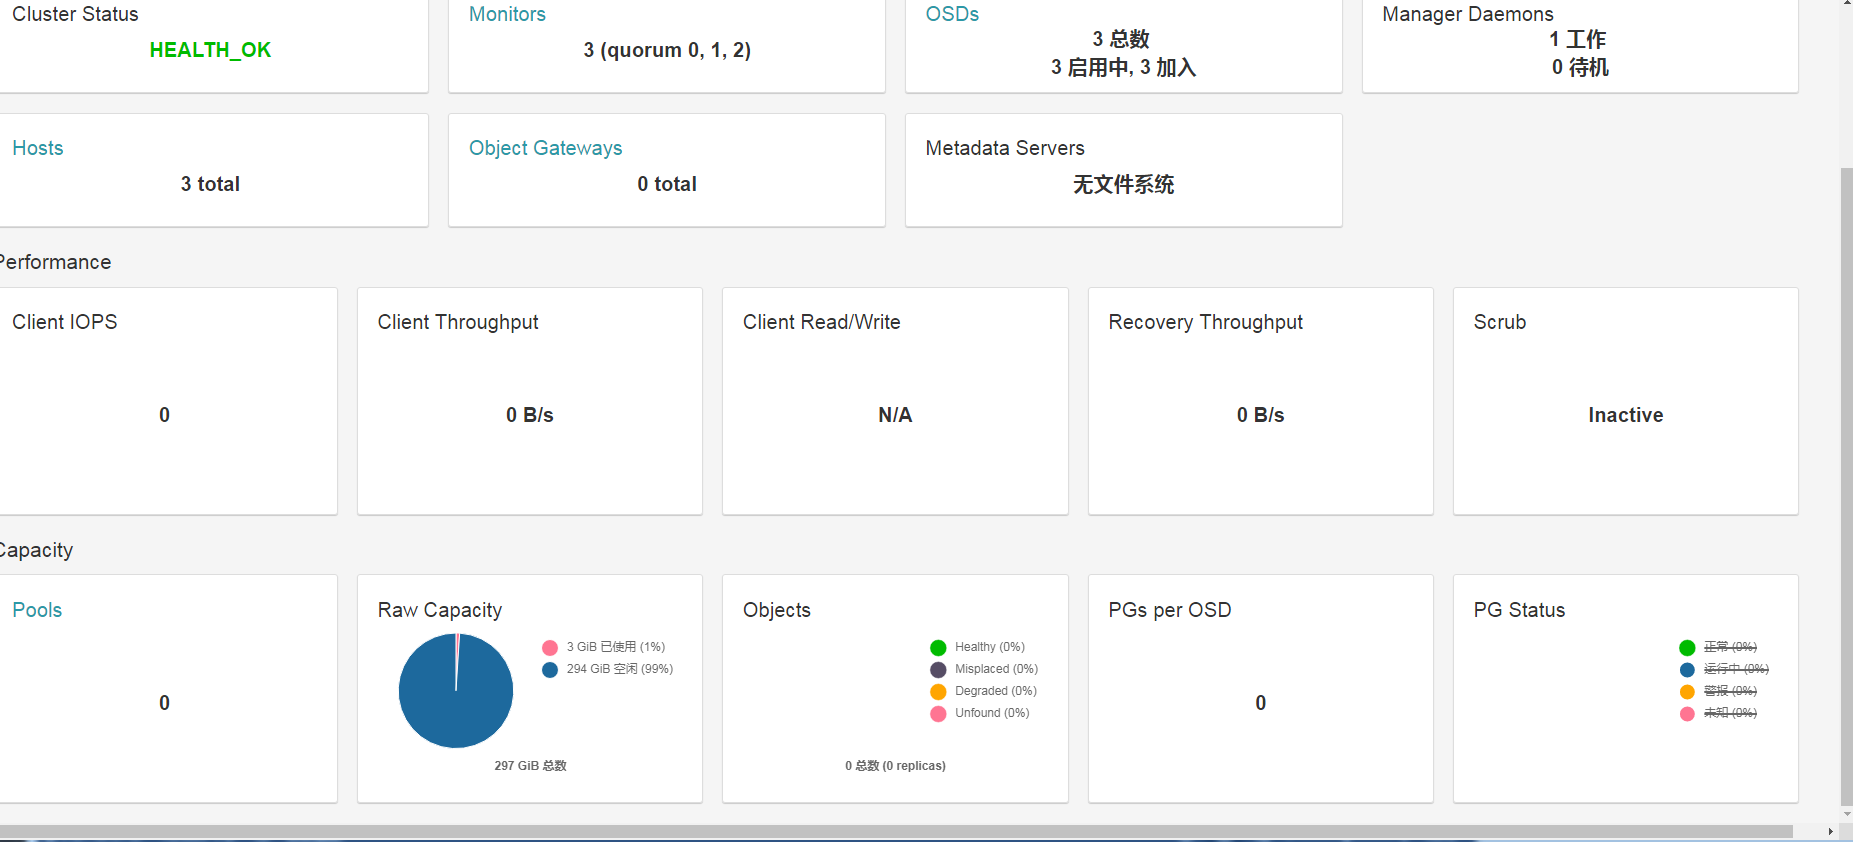 Cluster Status
HEALTH_OK
Monitors
3 (quorum 0, 1, 2)
OSDs
3 总数
3 启用中, 3 加入
Manager Daemons
1 工作
0 待机
Hosts
3 total
Object Gateways
0 total
Metadata Servers
无文件系统
Performance
Client IOPS
0
Client Throughput
0 B/s
Client Read/Write
N/A
Recovery Throughput
0 B/s
Scrub
Inactive
Capacity
Pools
0
Raw Capacity
3 GiB 已使用 (1%)
294 GiB 空闲 (99%)
297 GiB 总数
Objects
Healthy (0%)
Misplaced (0%)
Degraded (0%)
Unfound (0%)
0 总数 (0 replicas)
PGs per OSD
0
PG Status
正常 (0%)
运行中 (0%)
警报 (0%)
未知 (0%)